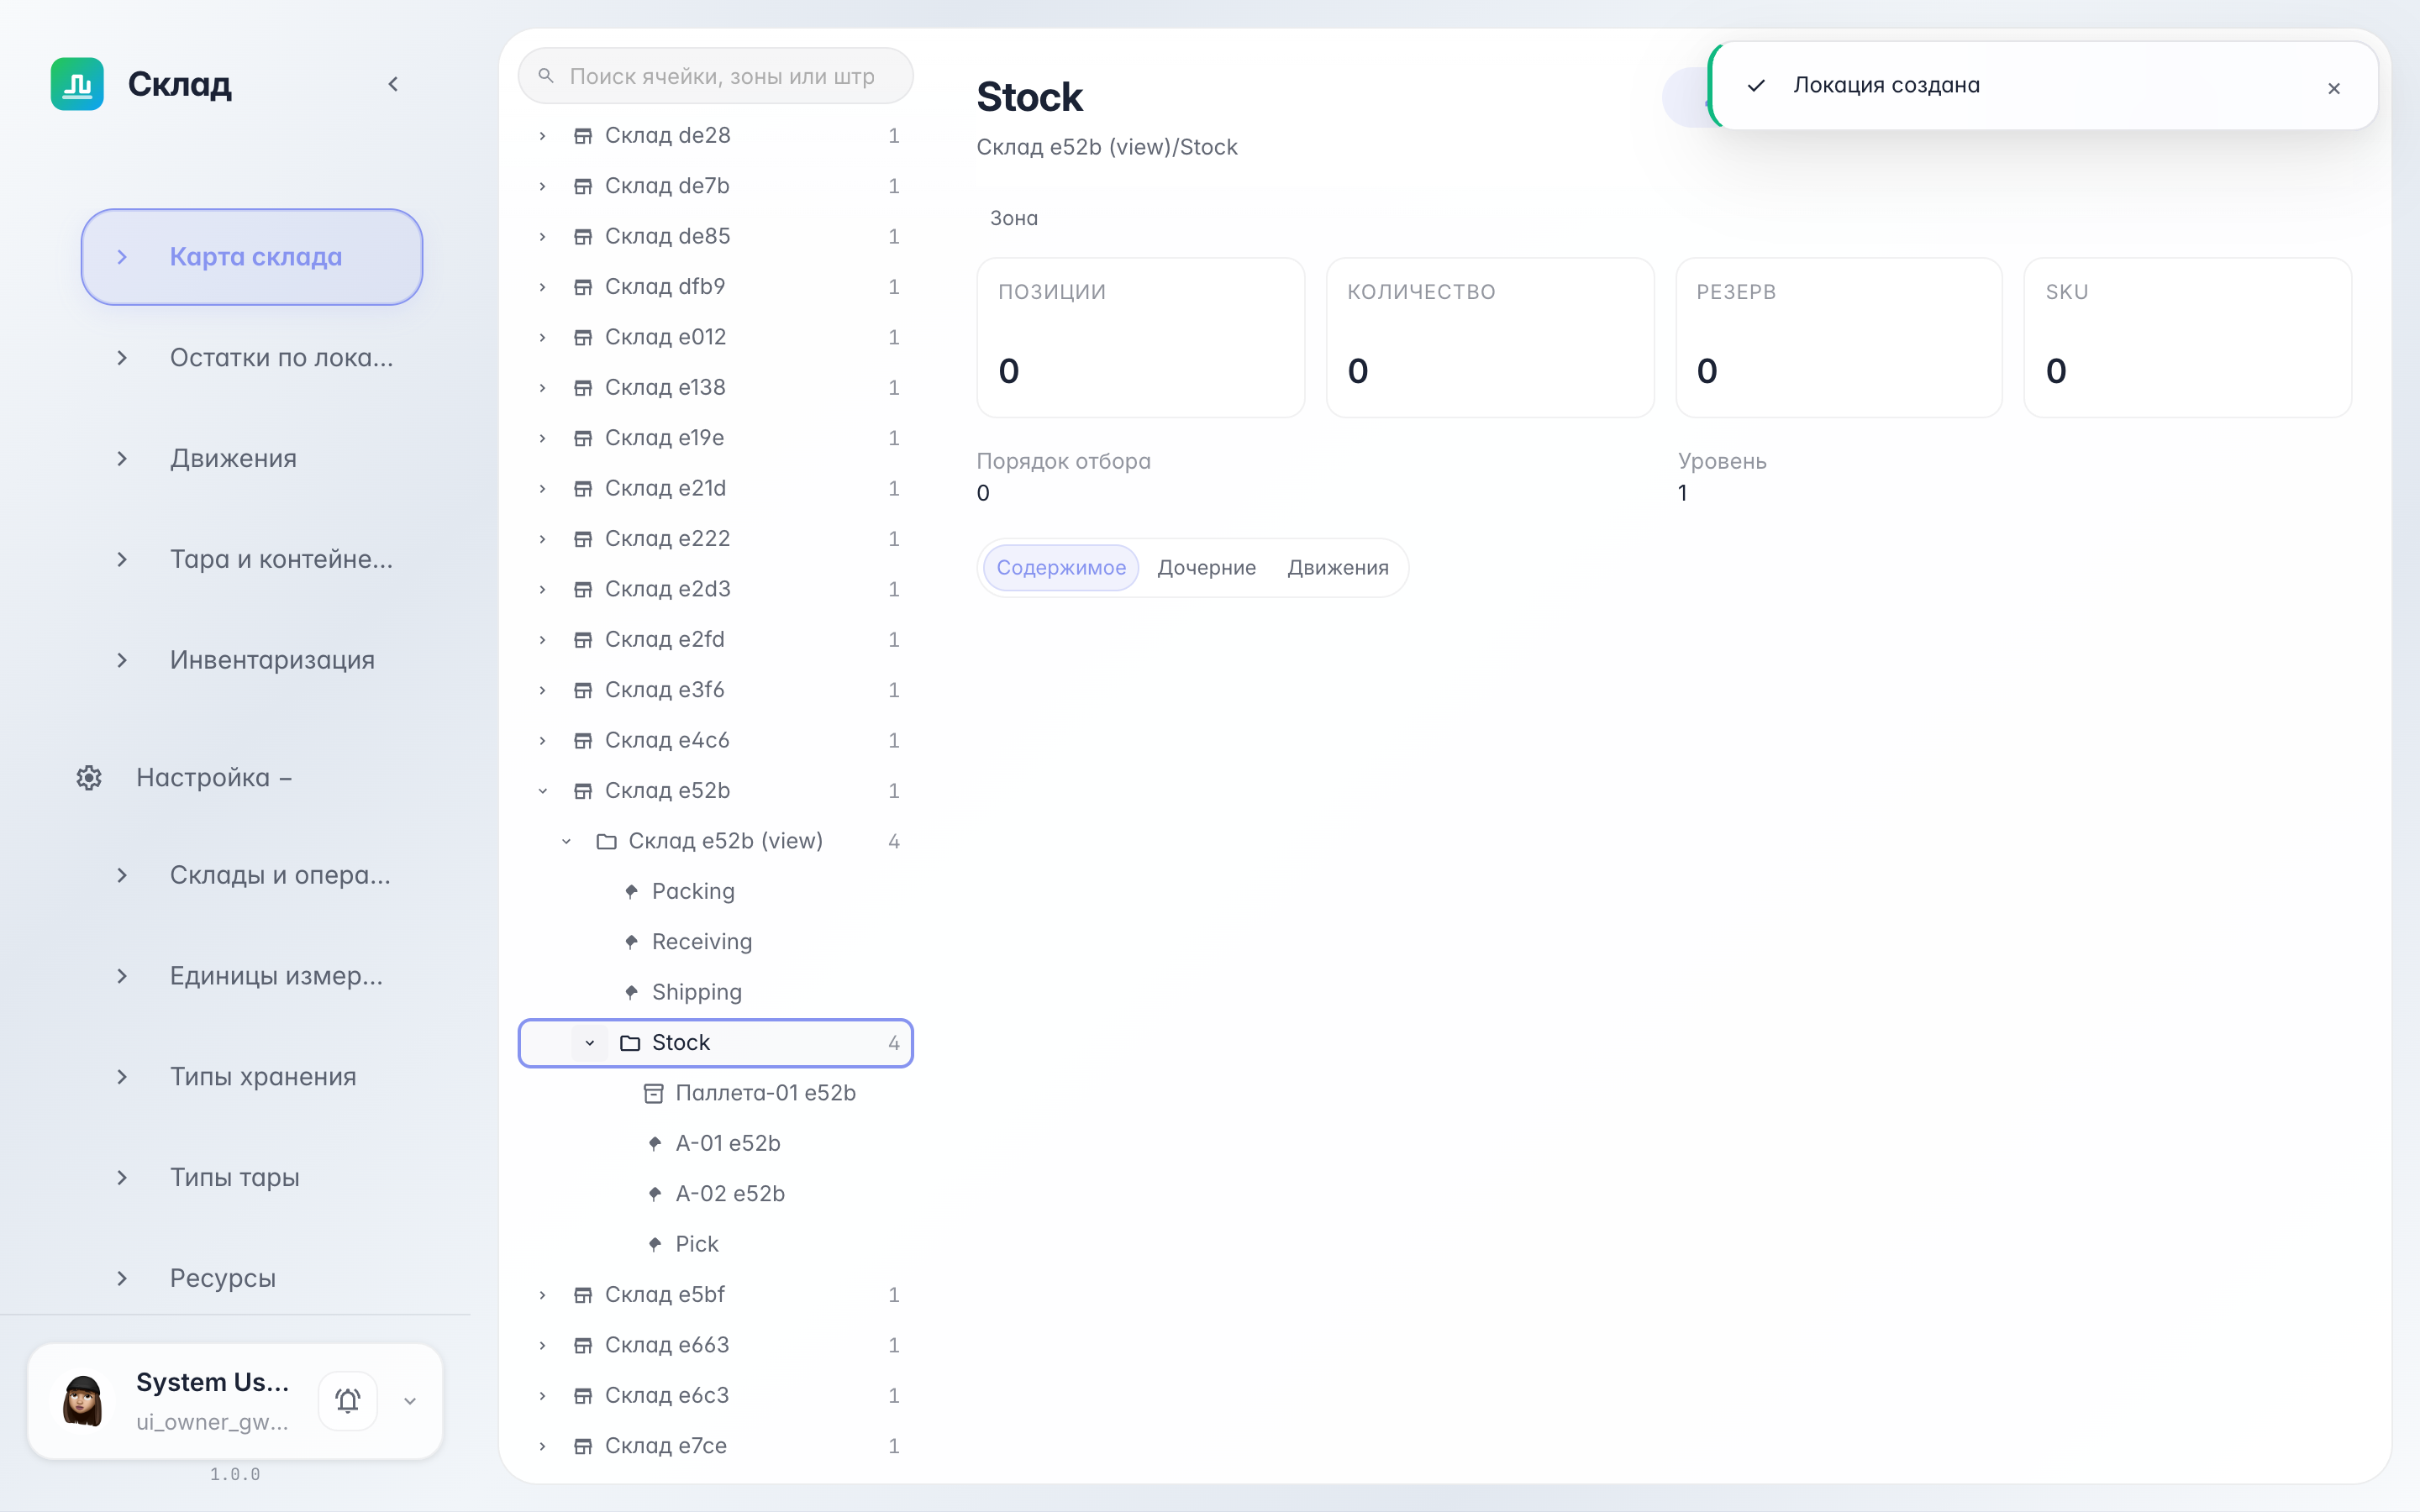 Склад
Карта склада
Остатки по лока...
Движения
Тара и контейне...
Инвентаризация
Настройка –
Склады и опера...
Единицы измер...
Типы хранения
Типы тары
Ресурсы
System Us...
ui_owner_gw...
1.0.0
Поиск ячейки, зоны или штр
Склад de28 1
Склад de7b 1
Склад de85 1
Склад dfb9 1
Склад e012 1
Склад e138 1
Склад e19e 1
Склад e21d 1
Склад e222 1
Склад e2d3 1
Склад e2fd 1
Склад e3f6 1
Склад e4c6 1
Склад e52b 1
Склад e52b (view) 4
Packing
Receiving
Shipping
Stock 4
Паллета-01 e52b
A-01 e52b
A-02 e52b
Pick
Склад e5bf 1
Склад e663 1
Склад e6c3 1
Склад e7ce 1
Stock
Склад e52b (view)/Stock
Локация создана
Зона
ПОЗИЦИИ КОЛИЧЕСТВО РЕЗЕРВ SKU
0 0 0 0
Порядок отбора Уровень
0 1
Содержимое Дочерние Движения